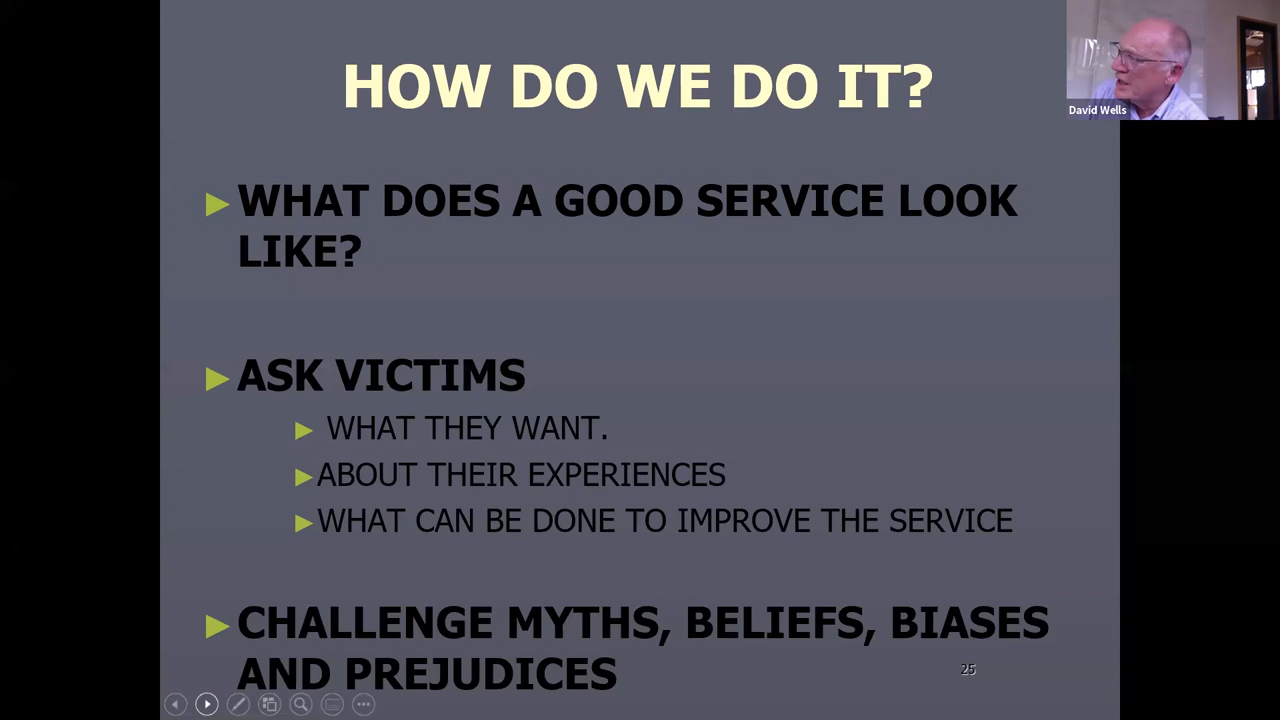 HOW DO WE DO IT?
David Wells
WHAT DOES A GOOD SERVICE LOOK
LIKE?
ASK VICTIMS
WHAT THEY WANT.
ABOUT THEIR EXPERIENCES
WHAT CAN BE DONE TO IMPROVE THE SERVICE
CHALLENGE MYTHS, BELIEFS, BIASES
AND PREJUDICES
25